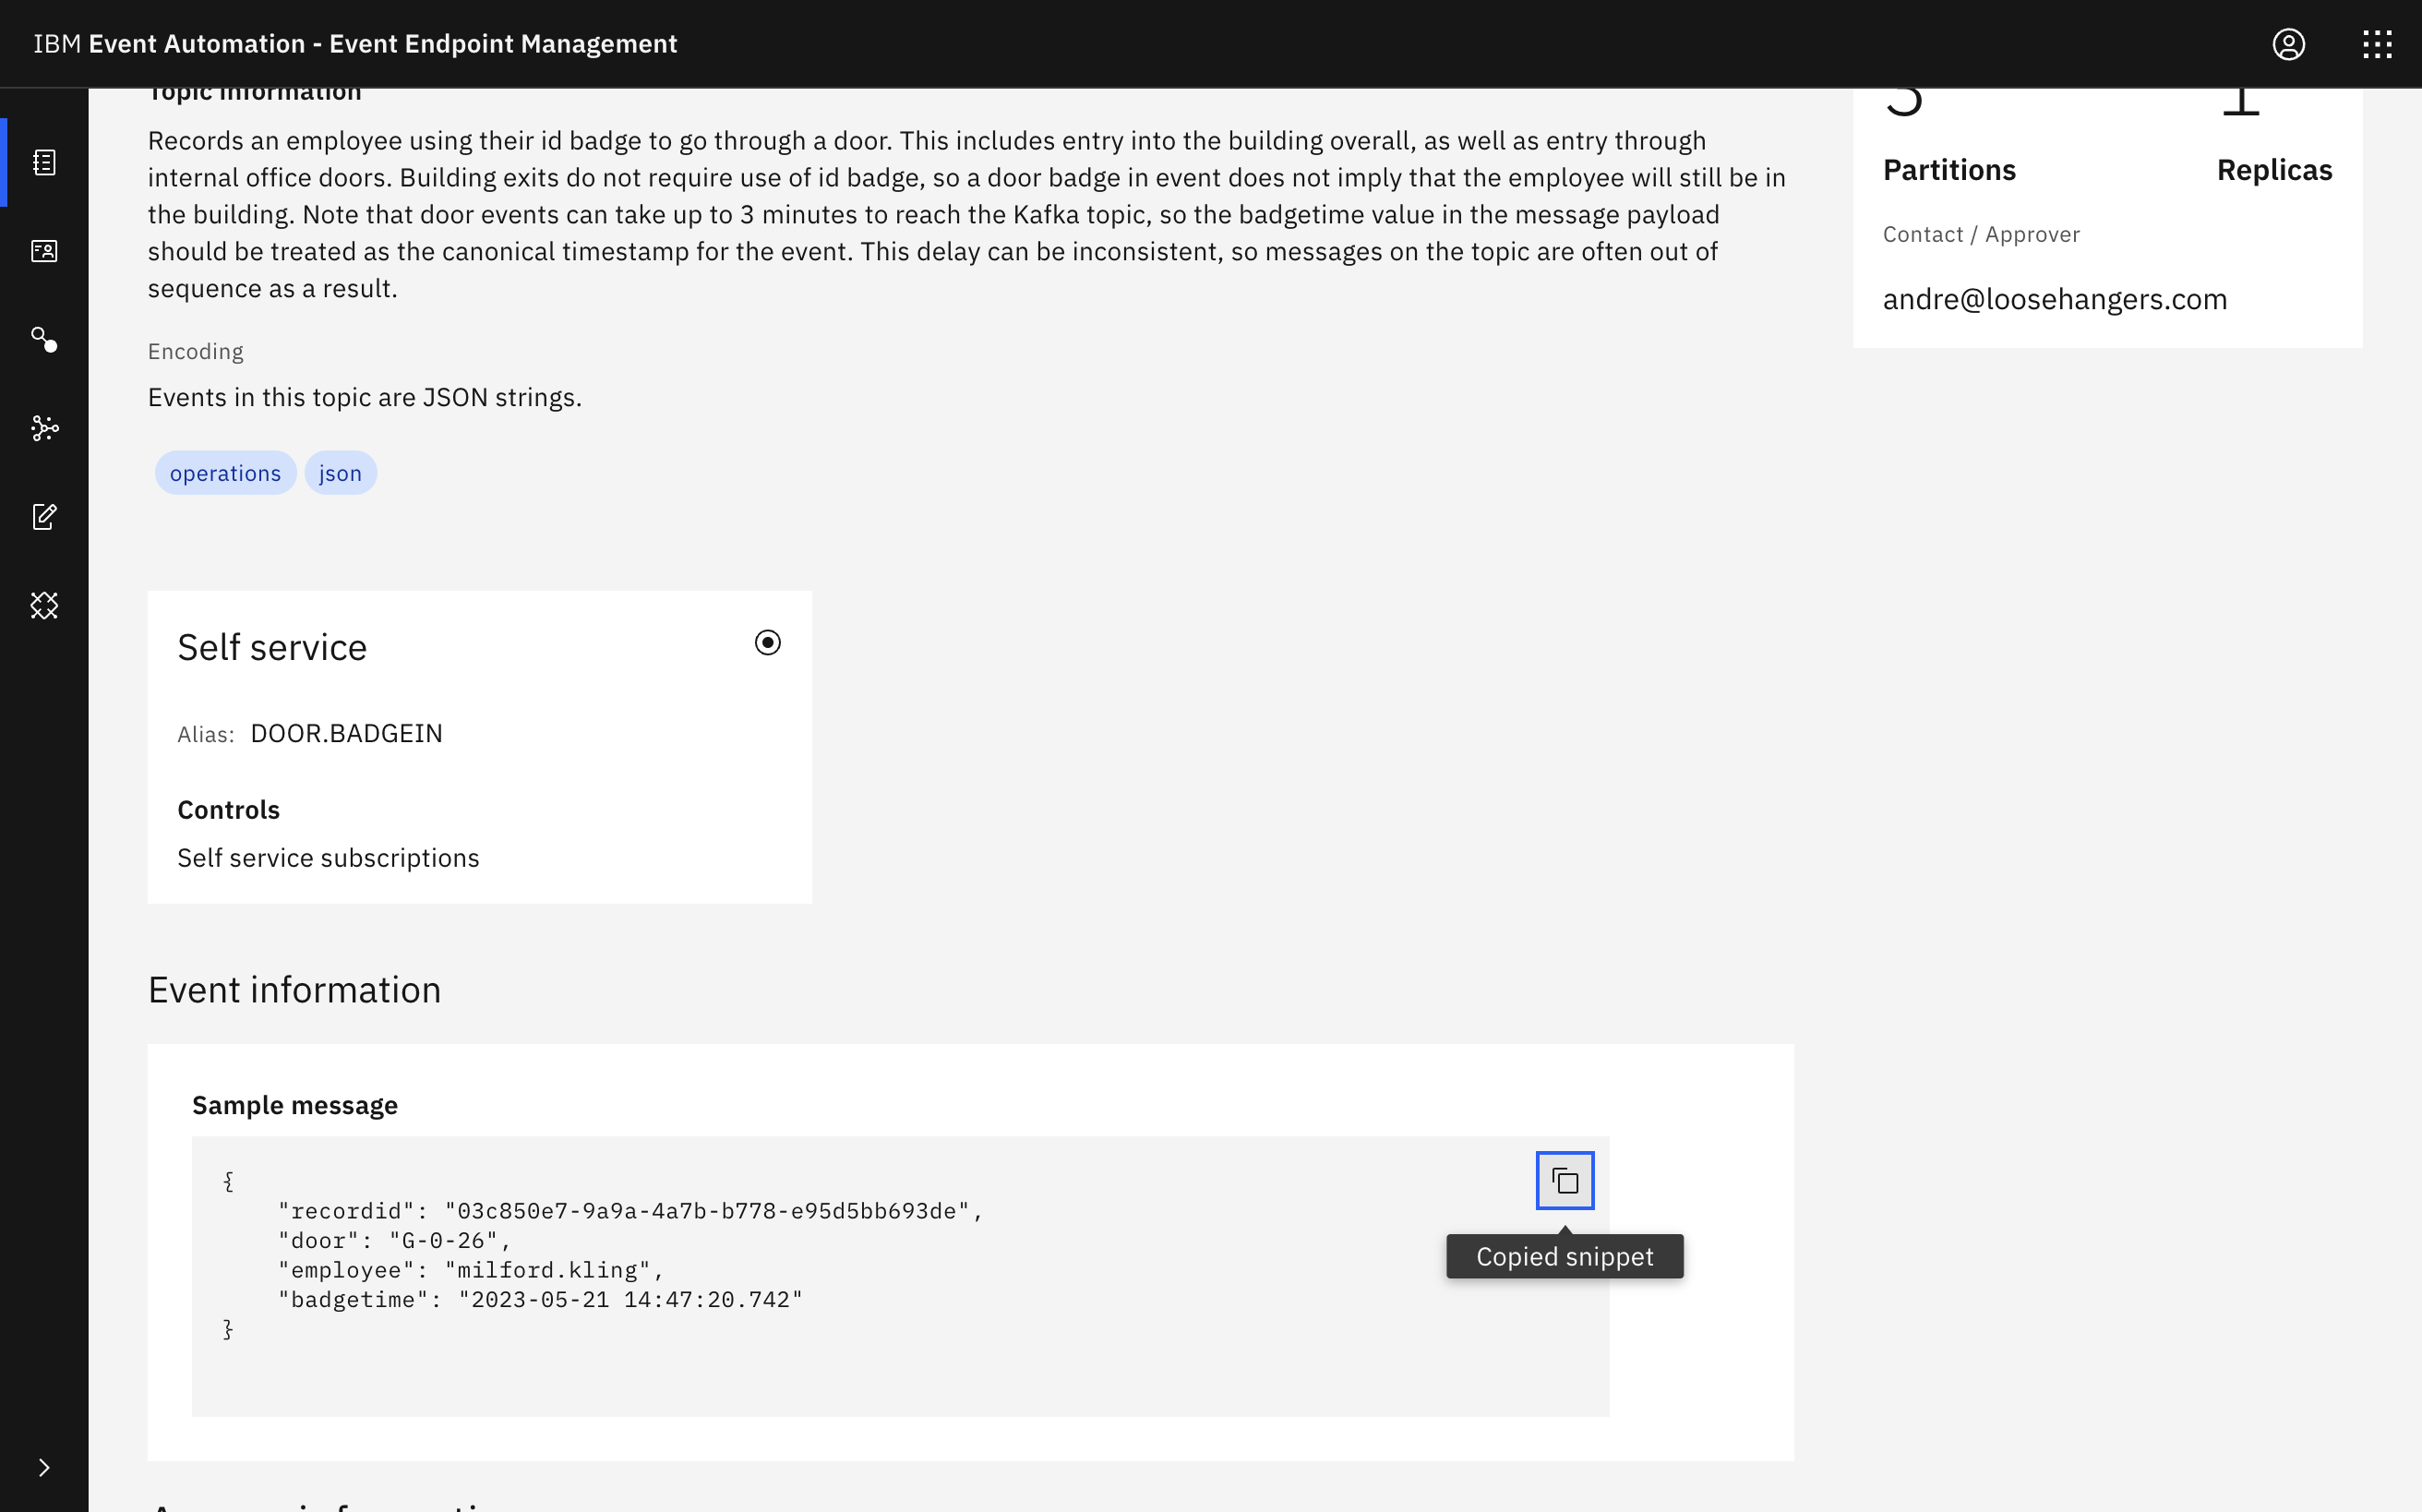 IBM Event Automation - Event Endpoint Management
Topic information
Records an employee using their id badge to go through a door. This includes entry into the building overall, as well as entry through
internal office doors. Building exits do not require use of id badge, so a door badge in event does not imply that the employee will still be in
the building. Note that door events can take up to 3 minutes to reach the Kafka topic, so the badgetime value in the message payload
should be treated as the canonical timestamp for the event. This delay can be inconsistent, so messages on the topic are often out of
sequence as a result.
Encoding
Events in this topic are JSON strings.
operations json
1
Partitions Replicas
Contact / Approver
andre@loosehangers.com
Self service
Alias: DOOR.BADGEIN
Controls
Self service subscriptions
Event information
Sample message
{
"recordid": "03c850e7-9a9a-4a7b-b778-e95d5bb693de",
"door": "G-0-26",
"employee": "milford.kling",
"badgetime": "2023-05-21 14:47:20.742"
}
Copied snippet